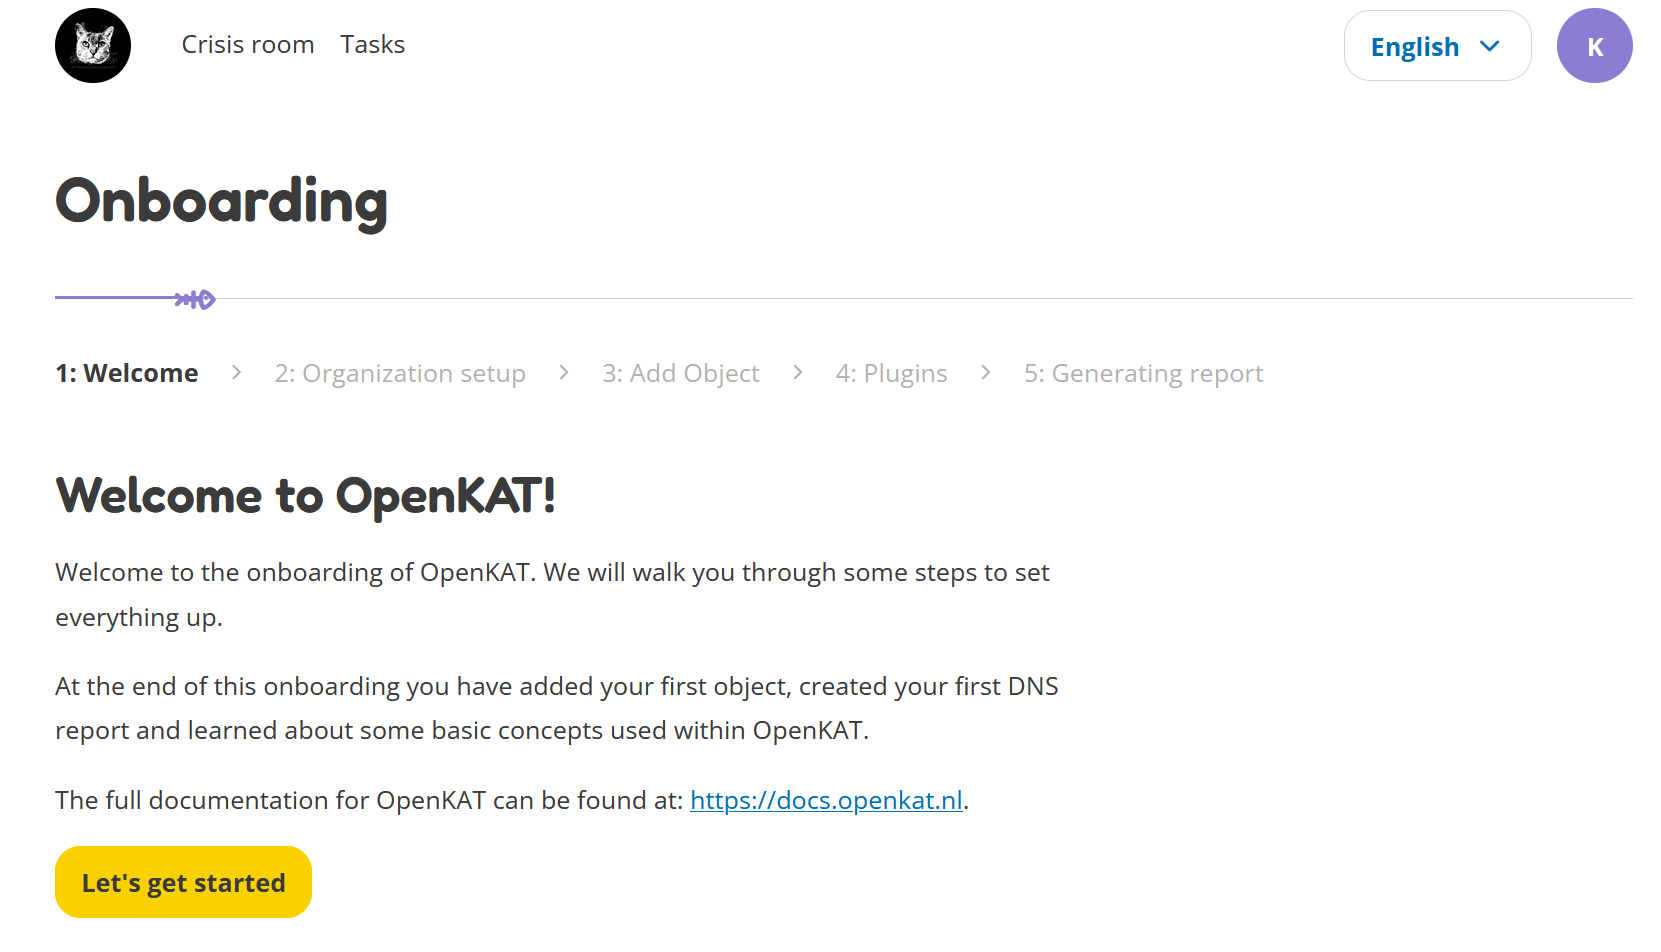 Crisis room Tasks English K
Onboarding
1: Welcome 2: Organization setup 3: Add Object 4: Plugins 5: Generating report
Welcome to OpenKAT!
Welcome to the onboarding of OpenKAT. We will walk you through some steps to set
everything up.
At the end of this onboarding you have added your first object, created your first DNS
report and learned about some basic concepts used within OpenKAT.
The full documentation for OpenKAT can be found at: https://docs.openkat.nl.
Let's get started